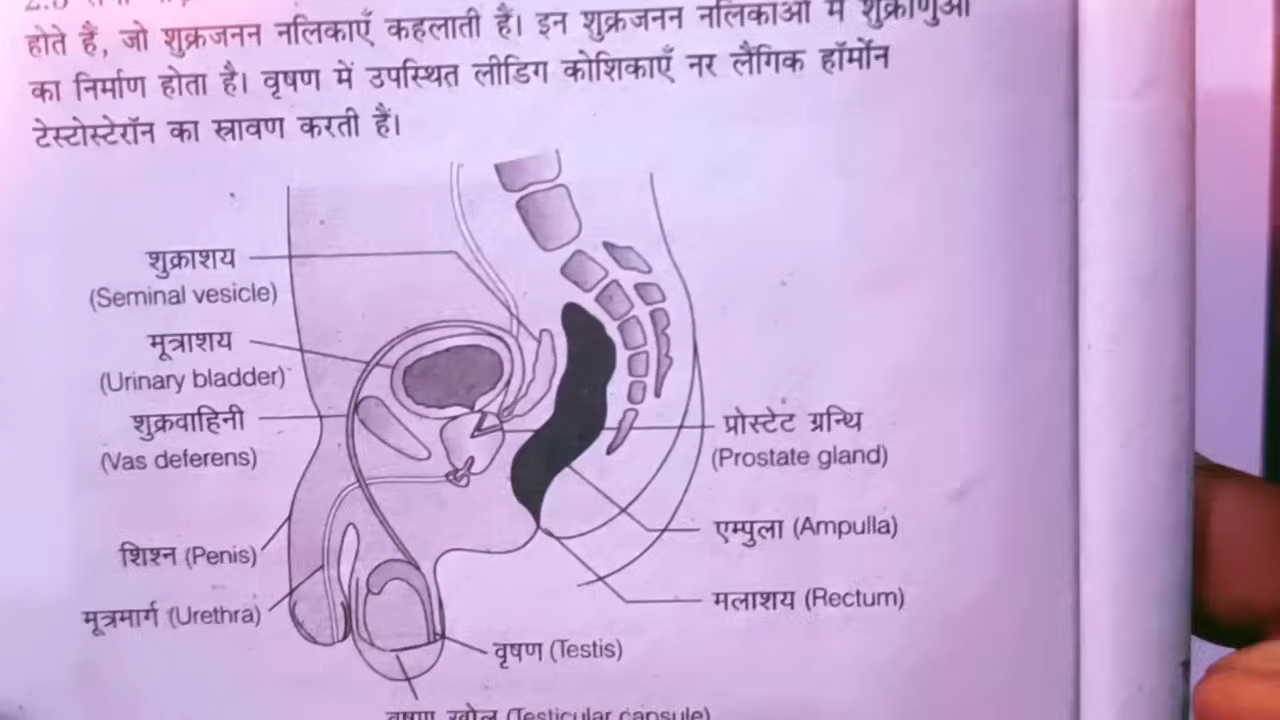 होते हैं, जो शुक्रजनन नलिकाएँ कहलाती हैं। इन शुक्रजनन नलिकाओं में शुक्राणुओं
का निर्माण होता है। वृषण में उपस्थित लीडिग कोशिकाएँ नर लैंगिक हॉर्मोन
टेस्टोस्टेरॉन का स्रावण करती हैं।
शुक्राशय
(Seminal vesicle)
मूत्राशय
(Urinary bladder)
शुक्रवाहिनी
(Vas deferens)
प्रोस्टेट ग्रन्थि
(Prostate gland)
एम्पुला (Ampulla)
शिश्न (Penis)
मलाशय (Rectum)
मूत्रमार्ग (Urethra)
वृषण (Testis)
वृषण खोल (Testicular capsule)